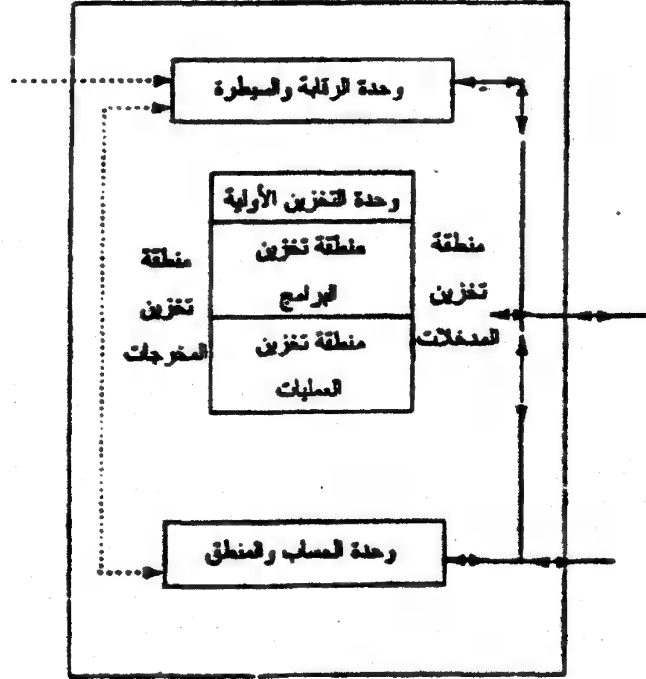 وحدة الرقابة والسيطرة
وحدة التخزين الأولية
منطقة
تخزين
المدخلات
منطقة تخزين
البرامج
منطقة تخزين
العمليات
منطقة
تخزين
المخرجات
وحدة الحساب والمنطق